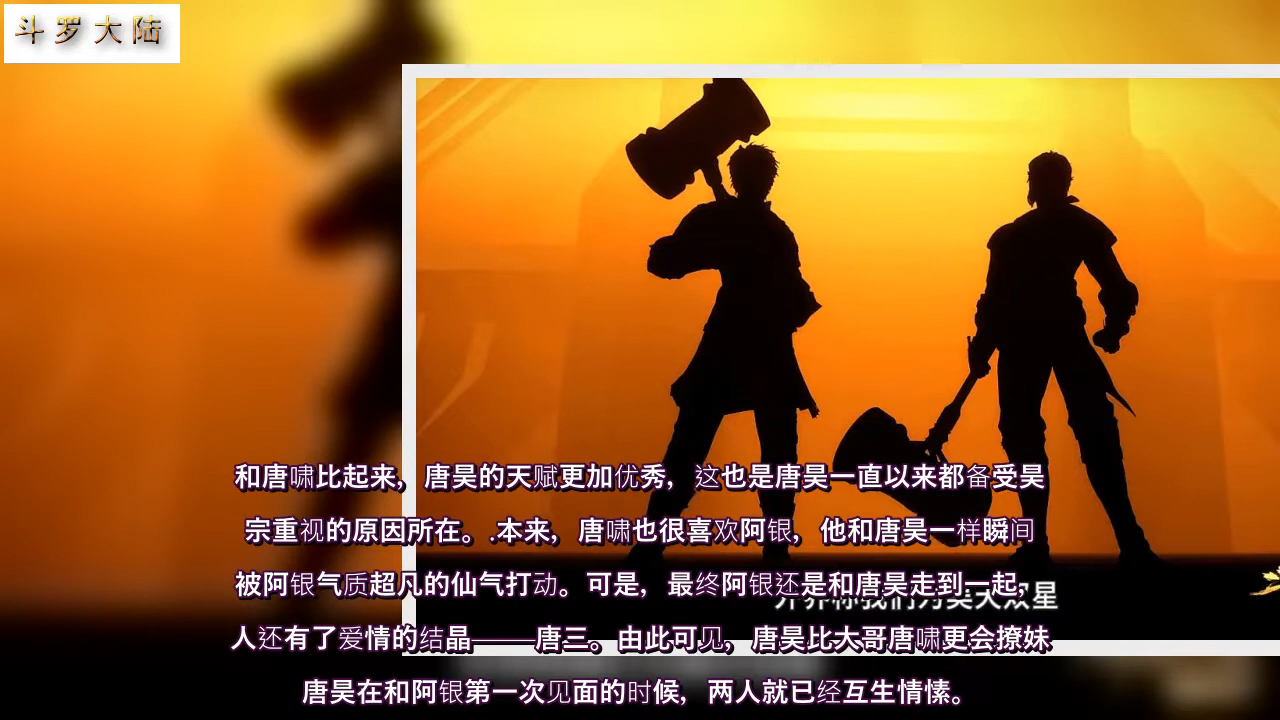 斗罗大陆
和唐啸比起来，唐昊的天赋更加优秀，这也是唐昊一直以来都备受昊
宗重视的原因所在。.本来，唐啸也很喜欢阿银，他和唐昊一样瞬间
被阿银气质超凡的仙气打动。可是，最终阿银还是和唐昊走到一起，
人还有了爱情的结晶———唐三。由此可见，唐昊比大哥唐啸更会撩妹
唐昊在和阿银第一次见面的时候，两人就已经互生情愫。